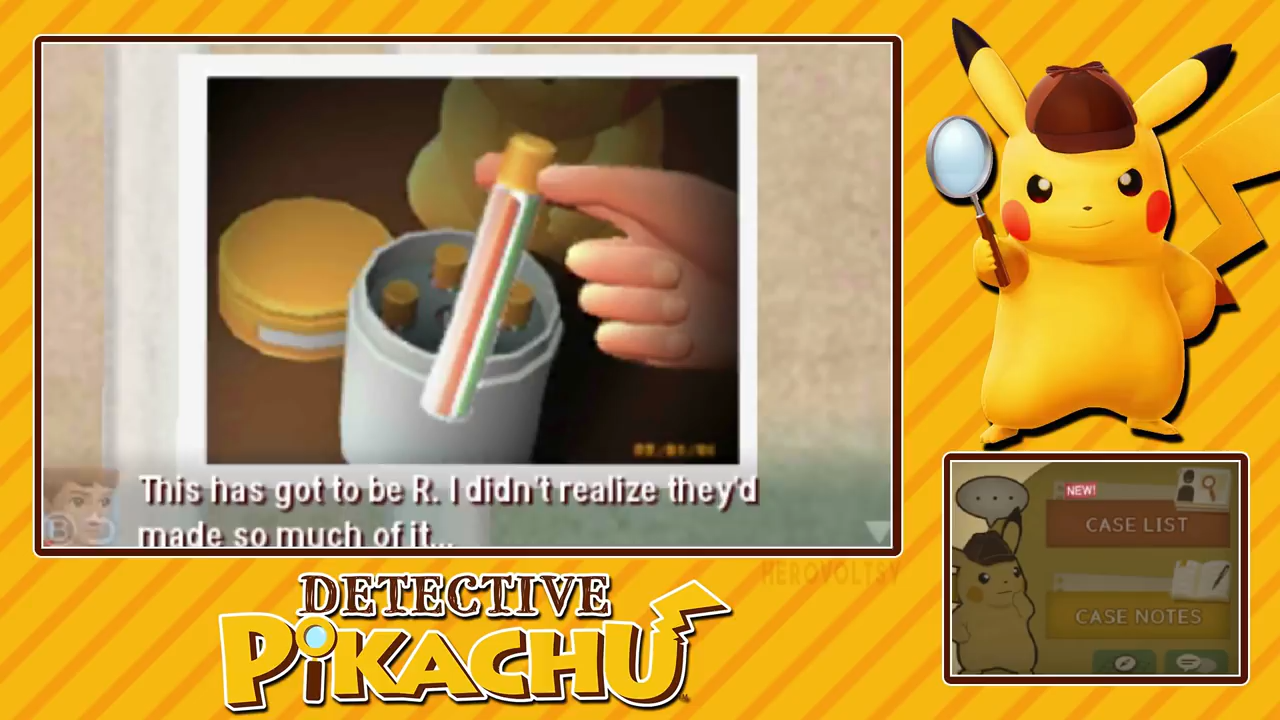 This has got to be R. I didn't realize they'd
made so much of it...
B
NEW!
CASE LIST
CASE NOTES
HEROVOLTSY
DETECTIVE
PiKACHU